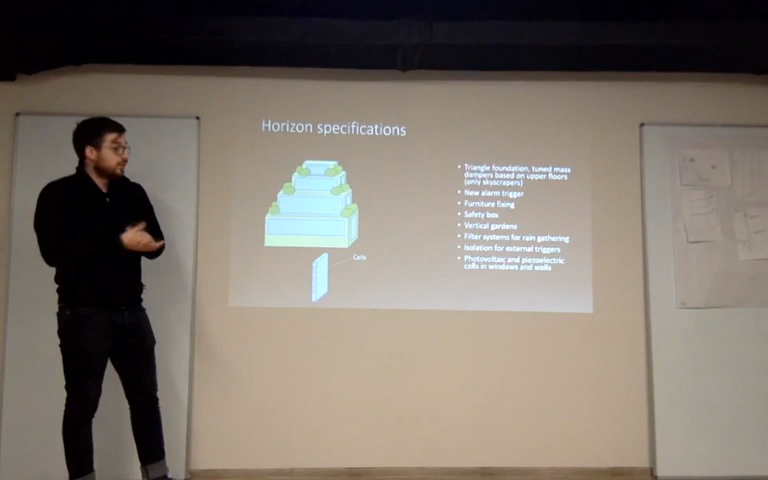 Horizon specifications
• Triangle foundation, tuned mass
dampers based on upper floors
(only skyscrapers)
• New alarm trigger
• Furniture fixing
• Safety box
• Vertical gardens
• Filter systems for rain gathering
• Isolation for external triggers
• Photovoltaic and piezoelectric
cells in windows and walls
Cells